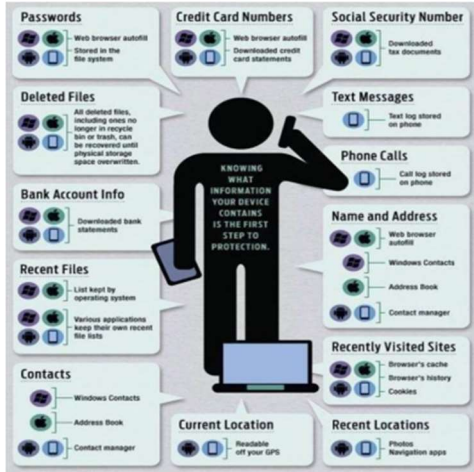 Passwords
Web browser autofill
Stored in the
file system
Credit Card Numbers
Web browser autofill
Downloaded credit
card statements
Social Security Number
Downloaded
tax documents
Deleted Files
All deleted files,
including ones no
longer in recycle
bin or trash, can
be recovered until
physical storage
space overwritten.
Text Messages
Text log stored
on phone
Phone Calls
Call log stored
on phone
KNOWING
WHAT
INFORMATION
YOUR DEVICE
CONTAINS
IS THE FIRST
STEP TO
PROTECTION.
Bank Account Info
Downloaded bank
statements
Name and Address
Web browser
autofill
Windows Contacts
Address Book
Contact manager
Recent Files
List kept by
operating system
Various applications
keep their own recent
file lists
Recently Visited Sites
Browser's cache
Browser's history
Cookies
Contacts
Windows Contacts
Address Book
Contact manager
Current Location
Readable
off your GPS
Recent Locations
Photos
Navigation apps